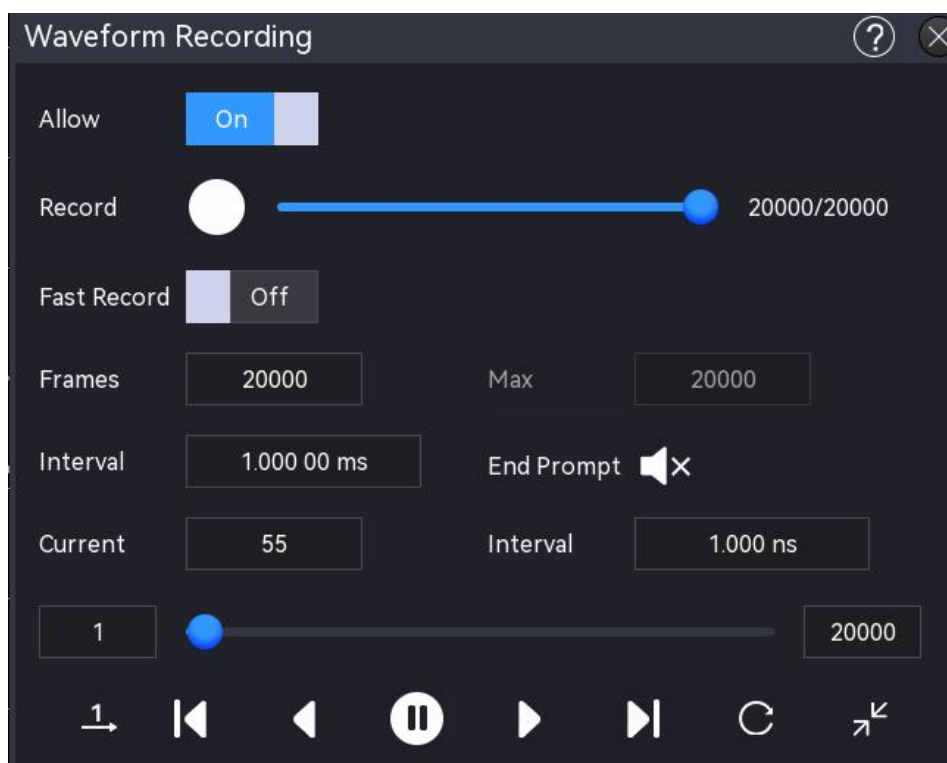 Waveform Recording ?
Allow On
Record 20000/20000
Fast Record Off
Frames 20000 Max 20000
Interval 1.000 00 ms End Prompt
Current 55 Interval 1.000 ns
1 20000
1